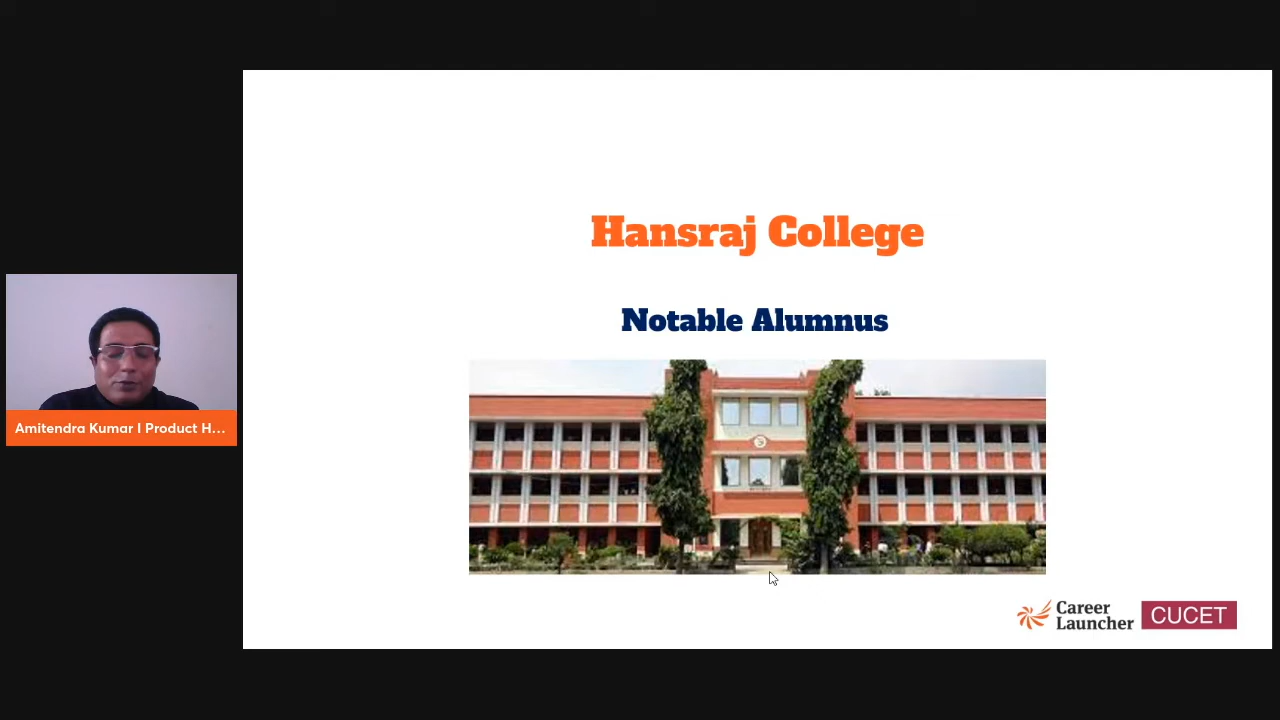 Hansraj College
Notable Alumnus
Amitendra Kumar I Product H...
Career
Launcher
CUCET